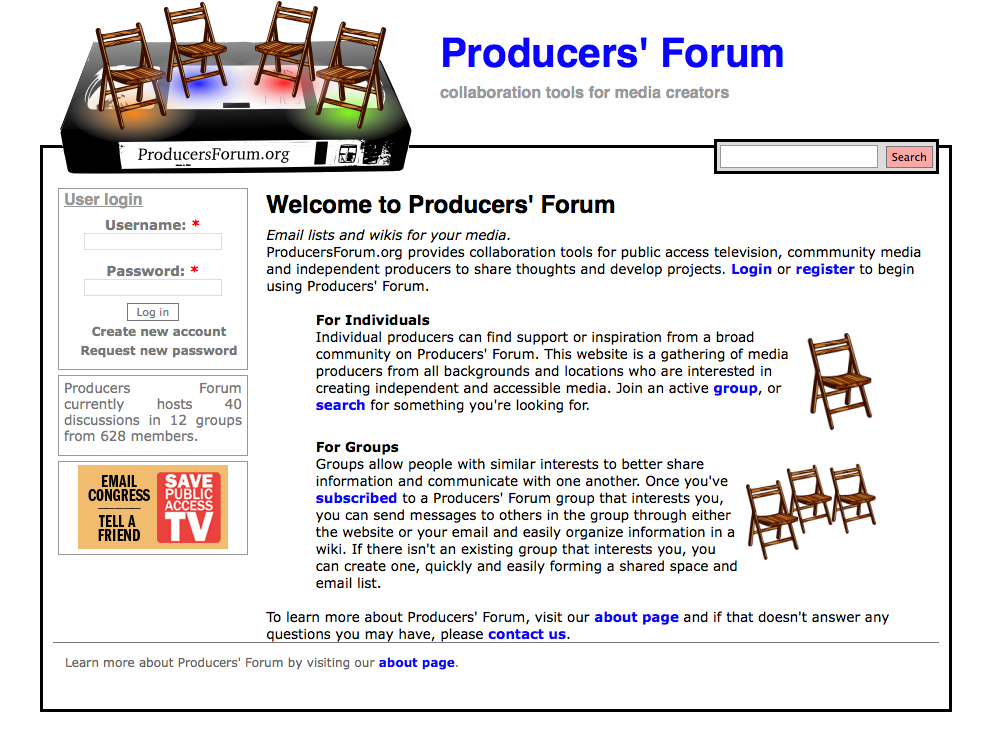 Producers' Forum
collaboration tools for media creators
ProducersForum.org
Search
User login
Username: *
Password: *
Log in
Create new account
Request new password
Producers Forum
currently hosts 40
discussions in 12 groups
from 628 members.
EMAIL
CONGRESS
TELL A
FRIEND
SAVE
PUBLIC
ACCESS
TV
Welcome to Producers' Forum
Email lists and wikis for your media.
ProducersForum.org provides collaboration tools for public access television, commmunity media
and independent producers to share thoughts and develop projects. Login or register to begin
using Producers' Forum.
For Individuals
Individual producers can find support or inspiration from a broad
community on Producers' Forum. This website is a gathering of media
producers from all backgrounds and locations who are interested in
creating independent and accessible media. Join an active group, or
search for something you're looking for.
For Groups
Groups allow people with similar interests to better share
information and communicate with one another. Once you've
subscribed to a Producers' Forum group that interests you,
you can send messages to others in the group through either
the website or your email and easily organize information in a
wiki. If there isn't an existing group that interests you, you
can create one, quickly and easily forming a shared space and
email list.
To learn more about Producers' Forum, visit our about page and if that doesn't answer any
questions you may have, please contact us.
Learn more about Producers' Forum by visiting our about page.